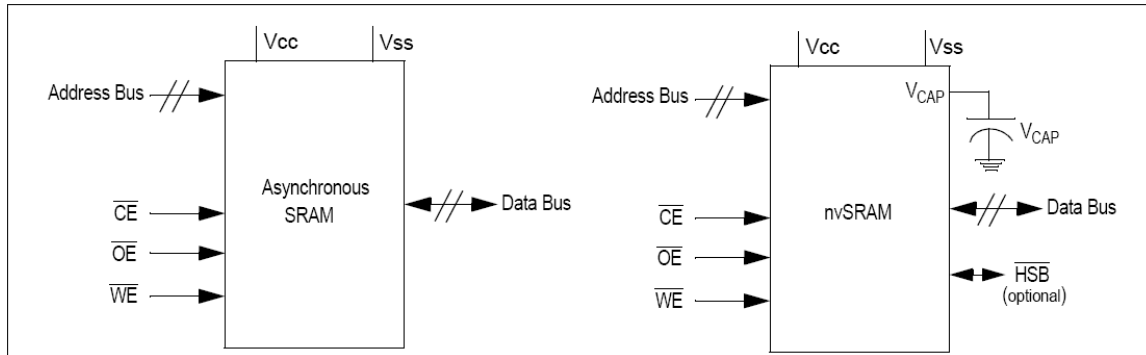 Vcc Vss
Address Bus
Asynchronous
SRAM
CE
OE
WE
Data Bus
Vcc Vss
Address Bus
VCAP
VCAP
nvSRAM
CE
OE
WE
Data Bus
HSB
(optional)